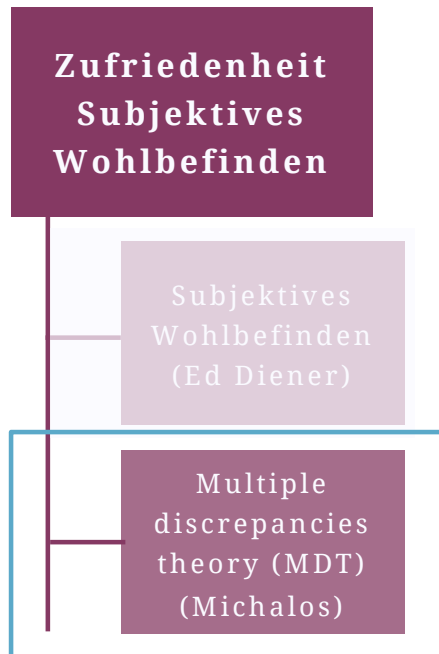 Zufriedenheit
Subjektives
Wohlbefinden
Subjektives
Wohlbefinden
(Ed Diener)
Multiple
discrepancies
theory (MDT)
(Michalos)